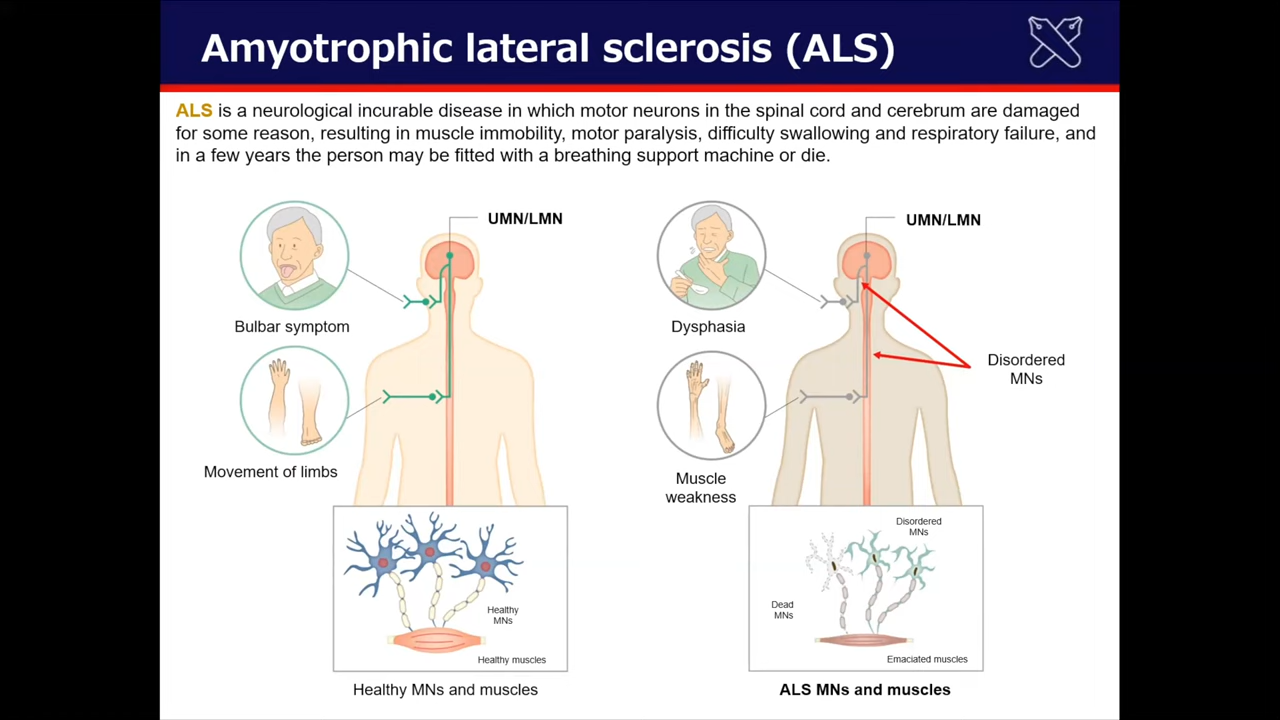 Amyotrophic lateral sclerosis (ALS)
ALS is a neurological incurable disease in which motor neurons in the spinal cord and cerebrum are damaged
for some reason, resulting in muscle immobility, motor paralysis, difficulty swallowing and respiratory failure, and
in a few years the person may be fitted with a breathing support machine or die.
UMN/LMN
Bulbar symptom
Movement of limbs
Healthy
MNs
Healthy muscles
Healthy MNs and muscles
UMN/LMN
Dysphasia
Disordered
MNs
Muscle
weakness
Disordered
MNs
Dead
MNs
Emaciated muscles
ALS MNs and muscles